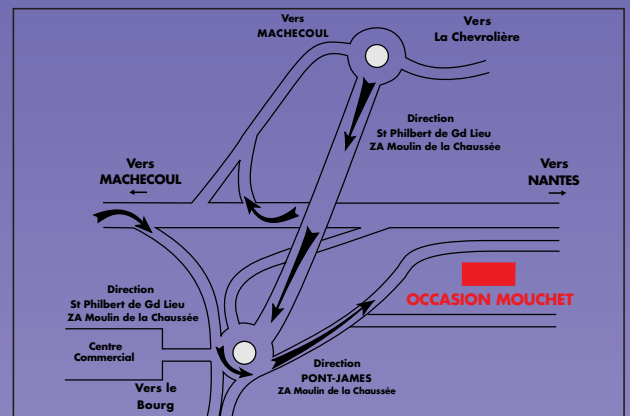 Vers
MACHECOUL
Vers
La Chevrolière
Direction
St Philbert de Gd Lieu
ZA Moulin de la Chaussée
Vers
MACHECOUL
Vers
NANTES
Direction
St Philbert de Gd Lieu
ZA Moulin de la Chaussée
OCCASION MOUCHET
Centre
Commercial
Direction
PONT-JAMES
ZA Moulin de la Chaussée
Vers le
Bourg